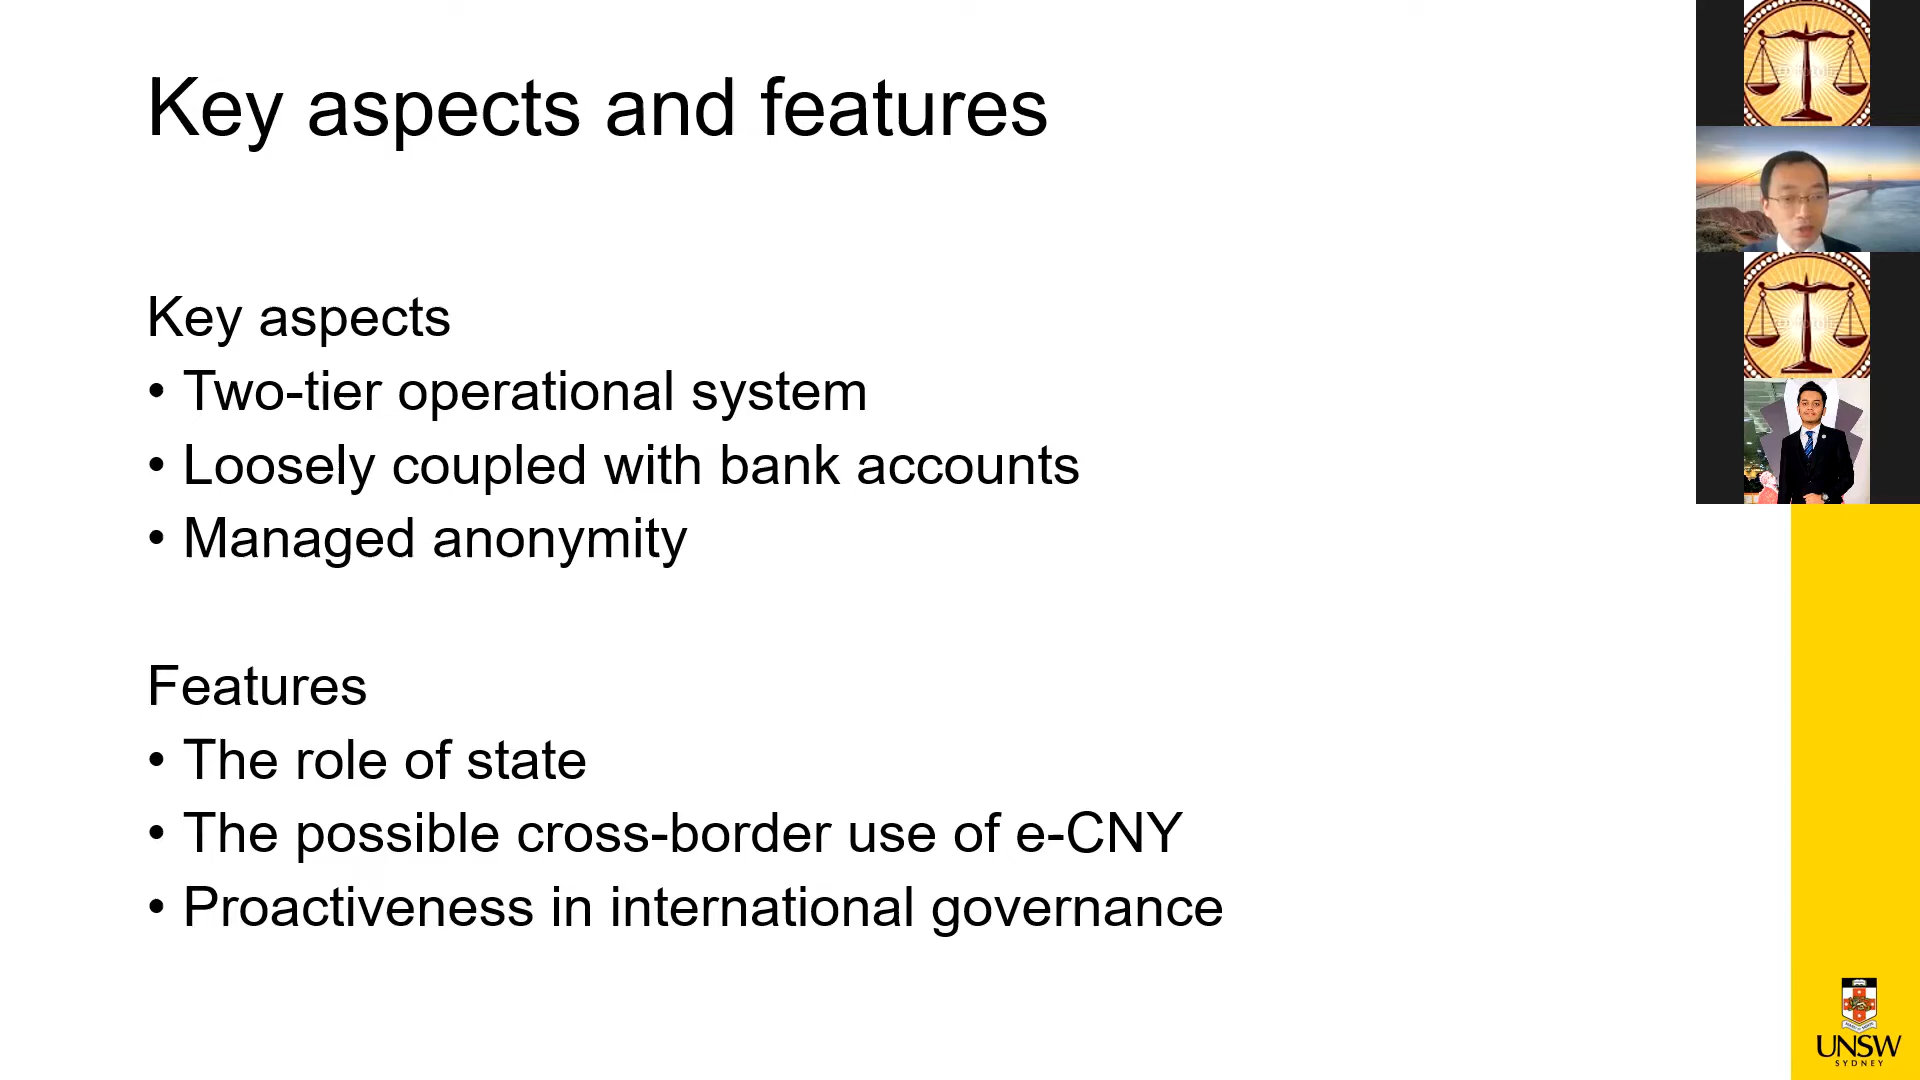 Key aspects and features
Key aspects
• Two-tier operational system
• Loosely coupled with bank accounts
• Managed anonymity
Features
• The role of state
• The possible cross-border use of e-CNY
• Proactiveness in international governance
UNSW
SYDNEY